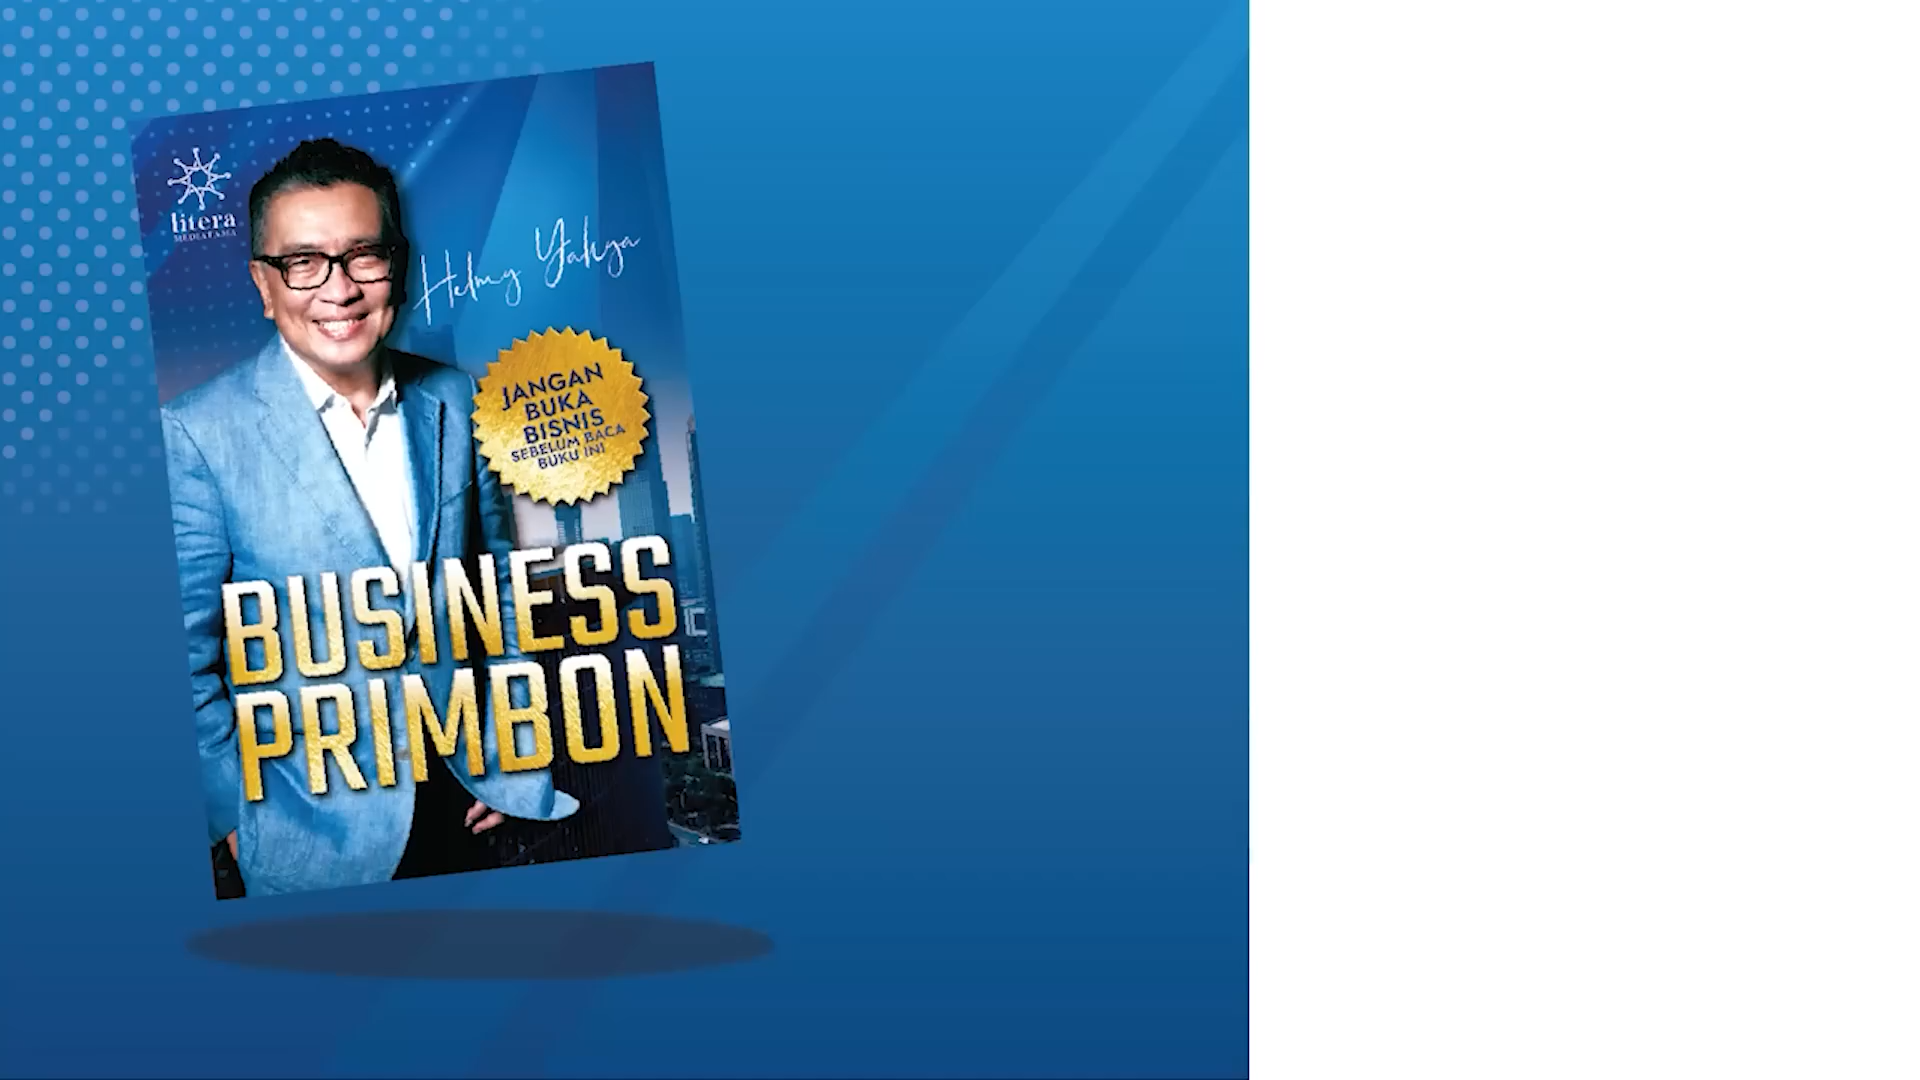 litera
MEDIATAMA
Helmy Yahya
JANGAN
BUKA
BISNIS
SEBELUM BACA
BUKU INI
BUSINESS
PRIMBON